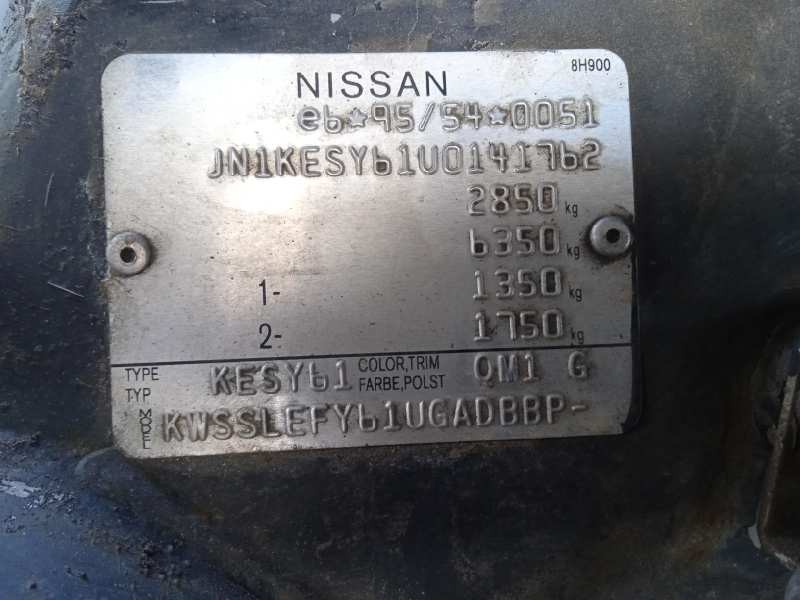 8H900
NISSAN
e6*95/54*0051
JN1KESY61U0141762
2850 kg
6350 kg
1- 1350 kg
2- 1750 kg
TYPE TYP KESY61 COLOR,TRIM FARBE,POLST QM1 G
MODEL KWSSLEFY61UGADBBP-